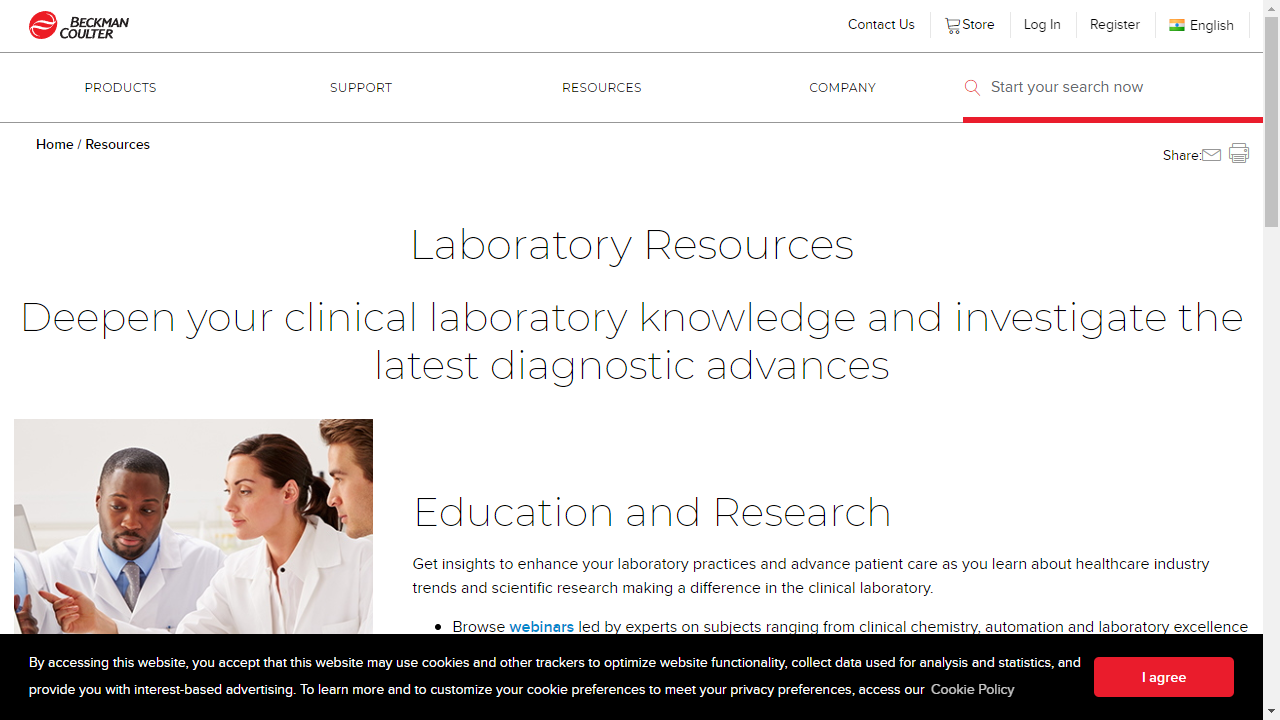 BECKMAN
COULTER
Contact Us
Store
Log In
Register
English
PRODUCTS
SUPPORT
RESOURCES
COMPANY
Start your search now
Home / Resources
Share:
Laboratory Resources
Deepen your clinical laboratory knowledge and investigate the
latest diagnostic advances
Education and Research
Get insights to enhance your laboratory practices and advance patient care as you learn about healthcare industry
trends and scientific research making a difference in the clinical laboratory.
• Browse webinars led by experts on subjects ranging from clinical chemistry, automation and laboratory excellence
By accessing this website, you accept that this website may use cookies and other trackers to optimize website functionality, collect data used for analysis and statistics, and
provide you with interest-based advertising. To learn more and to customize your cookie preferences to meet your privacy preferences, access our Cookie Policy
I agree